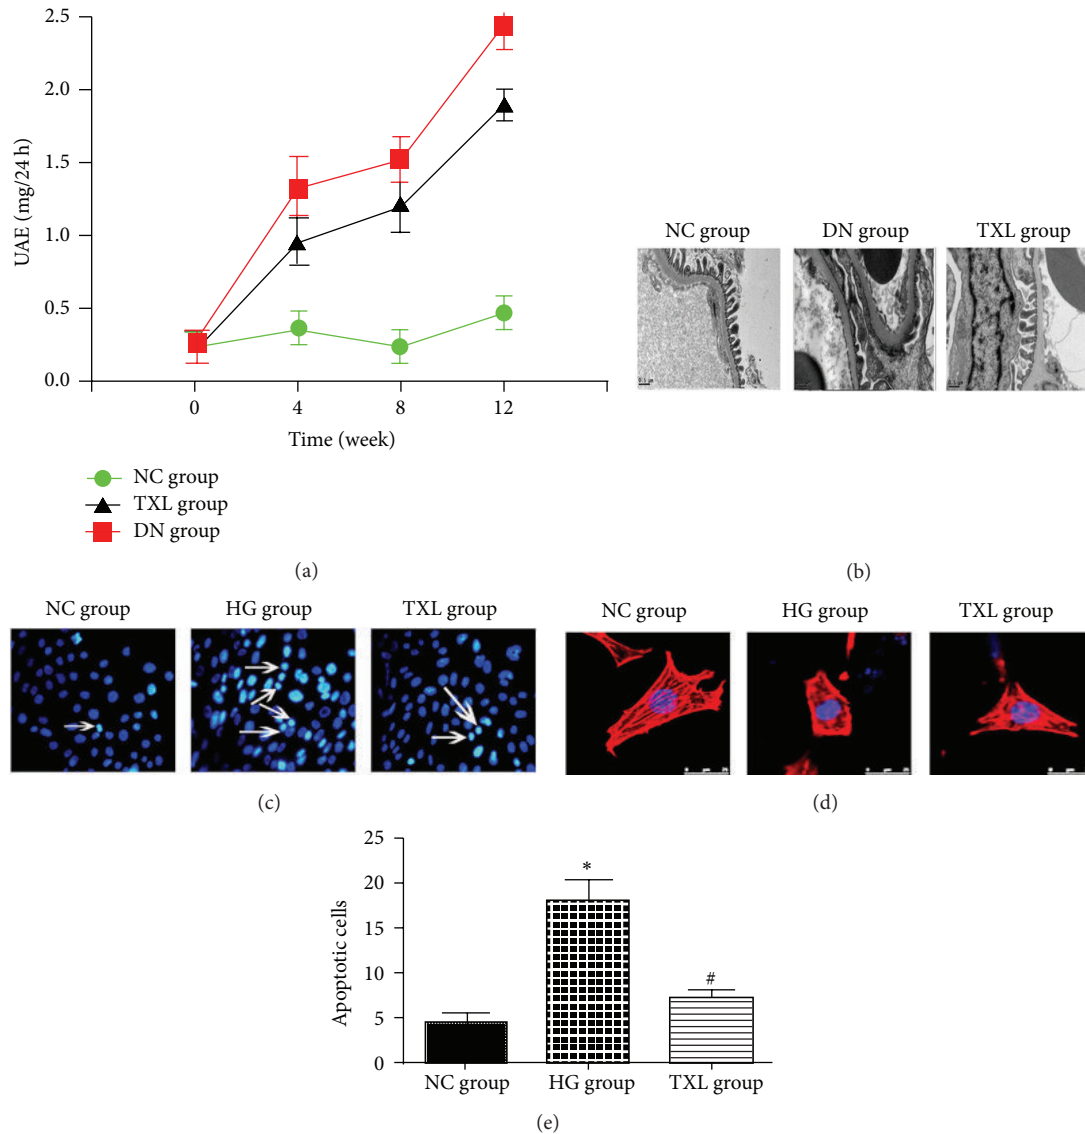 2.5
2.0
1.5
1.0
0.5
0.0
UAE (mg/24 h)
0 4 8 12
Time (week)
NC group
TXL group
DN group
(a)
NC group DN group TXL group
(b)
NC group HG group TXL group
(c)
NC group HG group TXL group
(d)
25
20
15
10
5
0
Apoptotic cells
*
#
NC group HG group TXL group
(e)